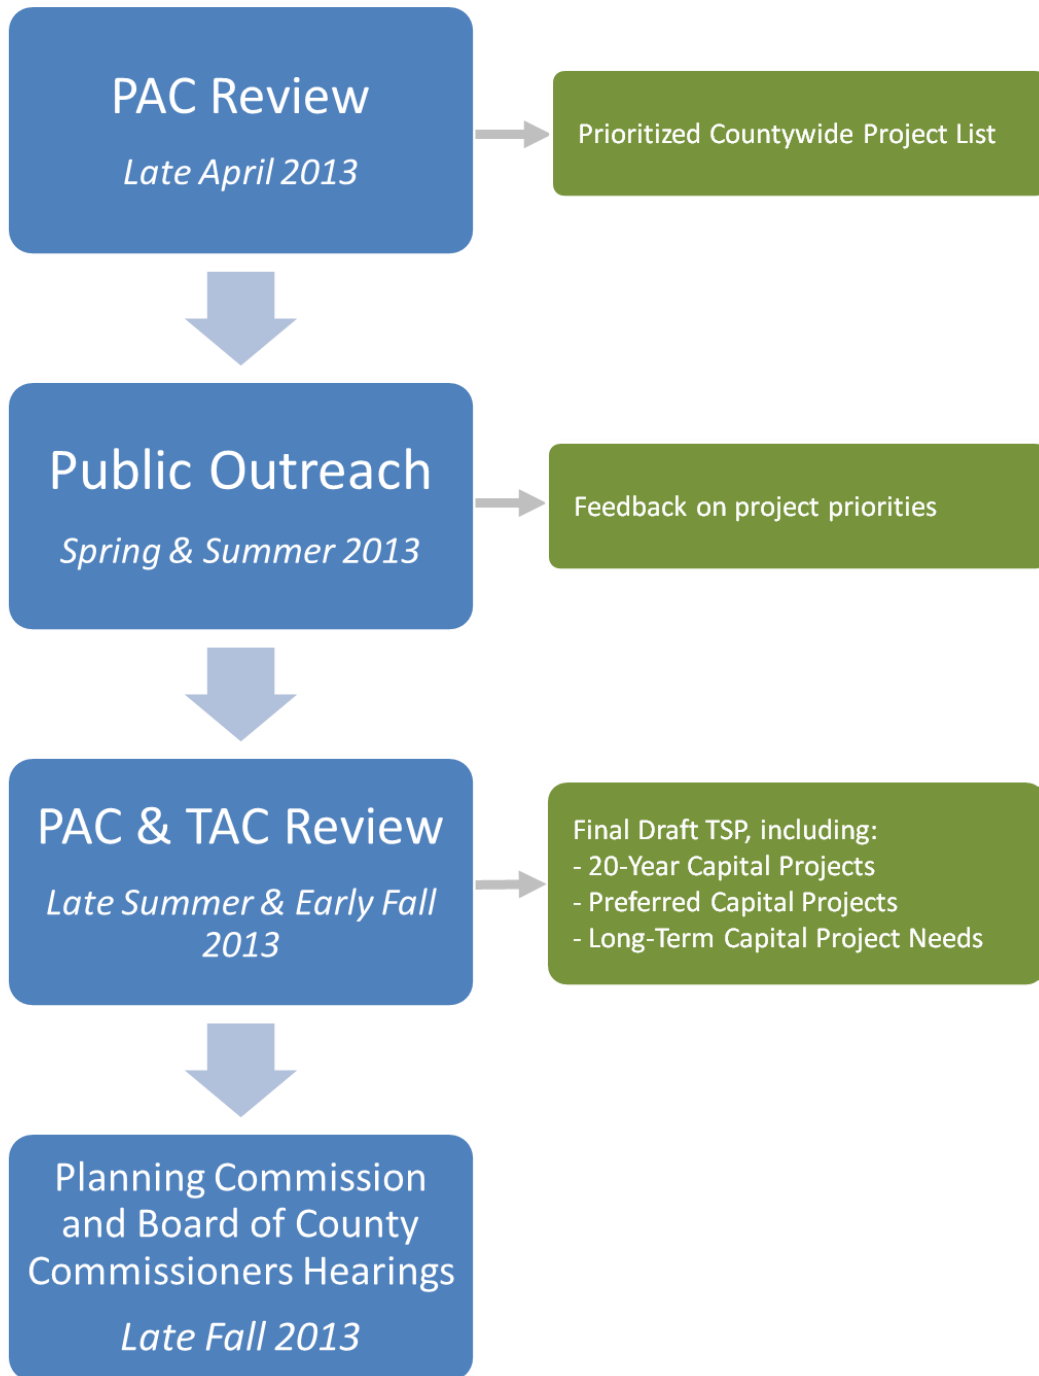 PAC Review
Late April 2013
Prioritized Countywide Project List
Public Outreach
Spring & Summer 2013
Feedback on project priorities
PAC & TAC Review
Late Summer & Early Fall
2013
Final Draft TSP, including:
- 20-Year Capital Projects
- Preferred Capital Projects
- Long-Term Capital Project Needs
Planning Commission
and Board of County
Commissioners Hearings
Late Fall 2013